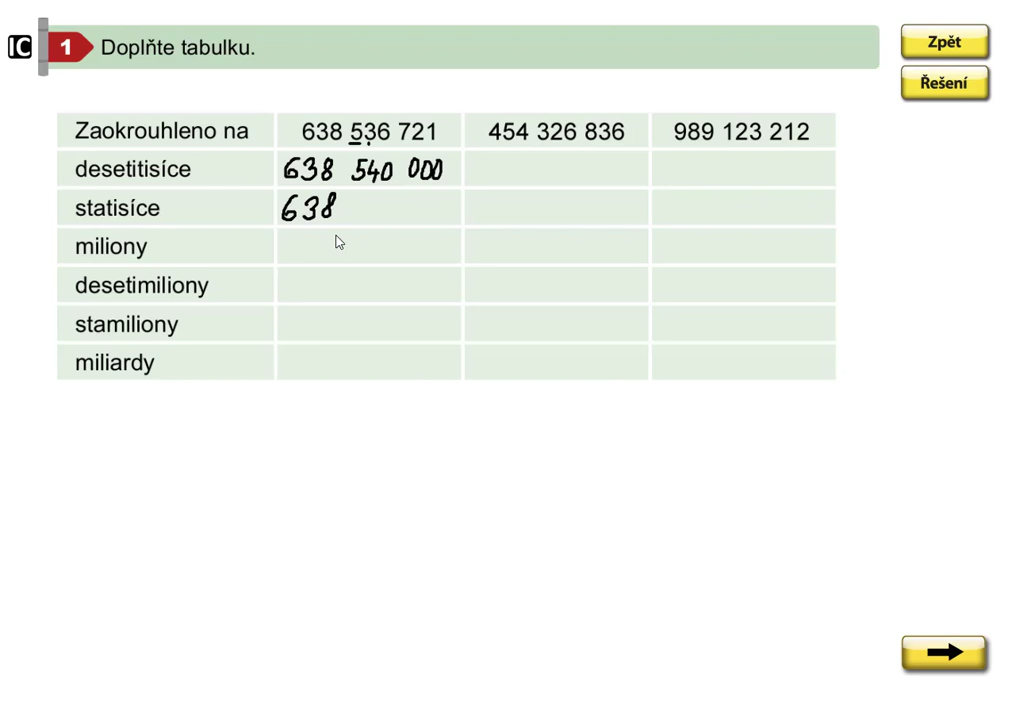 IC
1 Doplňte tabulku.
Zpět
Řešení
Zaokrouhleno na 638 536 721 454 326 836 989 123 212
desetitisíce 638 540 000
statisíce 638
miliony
desetimiliony
stamiliony
miliardy